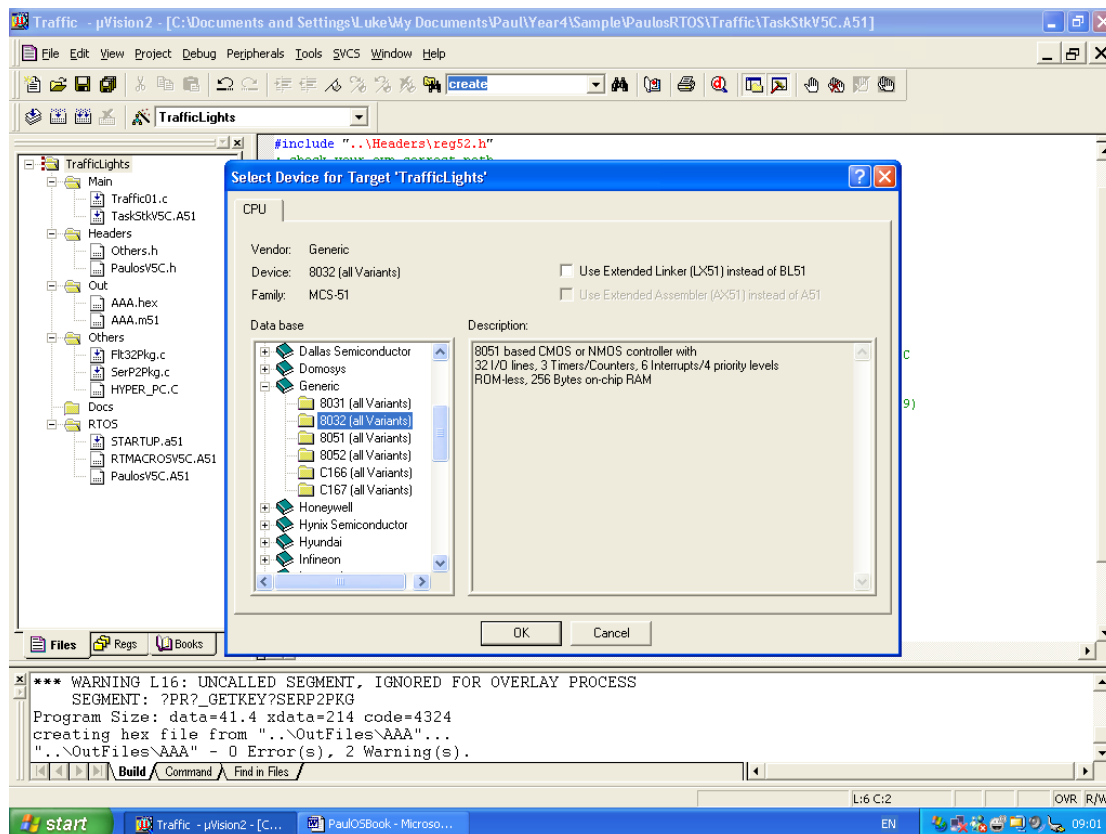 Traffic - µVision2 - [C:\Documents and Settings\Luke\My Documents\Paul\Year4\Sample\PaulosRTOS\Traffic\TaskStkV5C.A51]
File Edit View Project Debug Peripherals Tools SVCS Window Help
create
TrafficLights
#include "..\Headers\reg52.h"
TrafficLights
Main
Traffic01.c
TaskStkV5C.A51
Headers
Others.h
PaulosV5C.h
Out
AAA.hex
AAA.m51
Others
Flt32Pkg.c
SerP2Pkg.c
HYPER_PC.C
Docs
RTOS
STARTUP.a51
RTMACROSV5C.A51
PaulosV5C.A51
Files Regs Books
C
9)
Select Device for Target 'TrafficLights'
CPU
Vendor: Generic
Device: 8032 (all Variants)
Family: MCS-51
Use Extended Linker (LX51) instead of BL51
Use Extended Assembler (AX51) instead of A51
Data base
Dallas Semiconductor
Domosys
Generic
8031 (all Variants)
8032 (all Variants)
8051 (all Variants)
8052 (all Variants)
C166 (all Variants)
C167 (all Variants)
Honeywell
Hynix Semiconductor
Hyundai
Infineon
Description:
8051 based CMOS or NMOS controller with
32 I/O lines, 3 Timers/Counters, 6 Interrupts/4 priority levels
ROM-less, 256 Bytes on-chip RAM
OK Cancel
*** WARNING L16: UNCALLED SEGMENT, IGNORED FOR OVERLAY PROCESS
SEGMENT: ?PR?_GETKEY?SERP2PKG
Program Size: data=41.4 xdata=214 code=4324
creating hex file from "..\OutFiles\AAA"...
"..\OutFiles\AAA" - 0 Error(s), 2 Warning(s).
Build Command Find in Files
L:6 C:2 OVR R/W
start Traffic - µVision2 - [C... PaulOSBook - Microso... EN 09:01